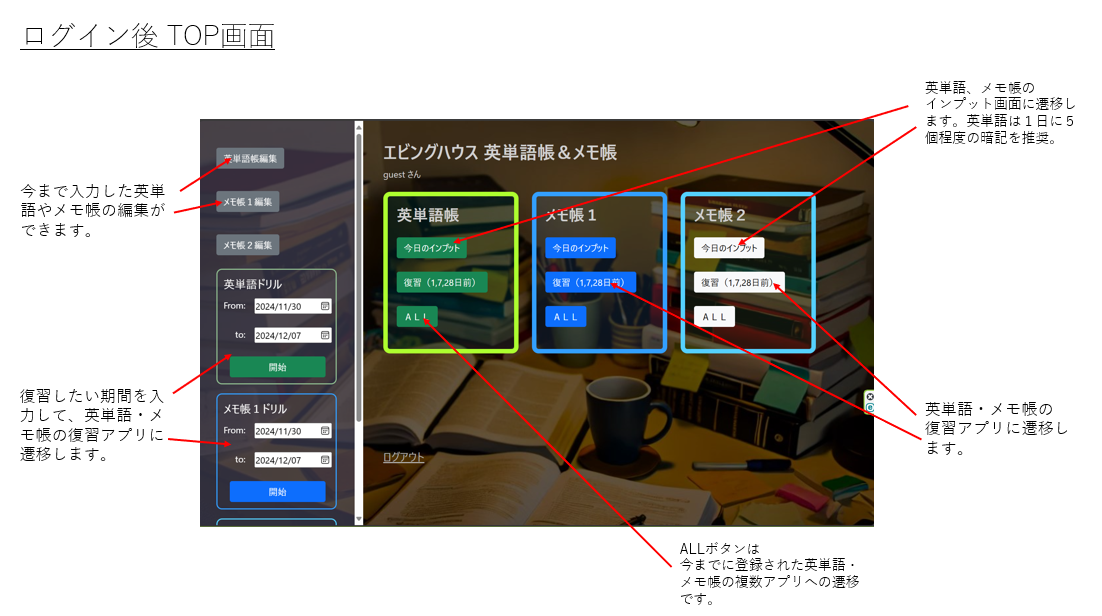 ログイン後 TOP画面
英単語、メモ帳の
インプット画面に遷移し
ます。英単語は１日に５
個程度の暗記を推奨。
今まで入力した英単
語やメモ帳の編集が
できます。
英単語帳編集
メモ帳１編集
メモ帳２編集
英単語ドリル
From: 2024/11/30
to: 2024/12/07
開始
メモ帳１ドリル
From: 2024/11/30
to: 2024/12/07
開始
エビングハウス 英単語帳＆メモ帳
guest さん
英単語帳
今日のインプット
復習（1,7,28日前）
ＡＬＬ
メモ帳１
今日のインプット
復習（1,7,28日前）
ＡＬＬ
メモ帳２
今日のインプット
復習（1,7,28日前）
ＡＬＬ
ログアウト
復習したい期間を入
力して、英単語・メ
モ帳の復習アプリに
遷移します。
英単語・メモ帳の
復習アプリに遷移し
ます。
ALLボタンは
今までに登録された英単語・
メモ帳の複数アプリへの遷移
です。